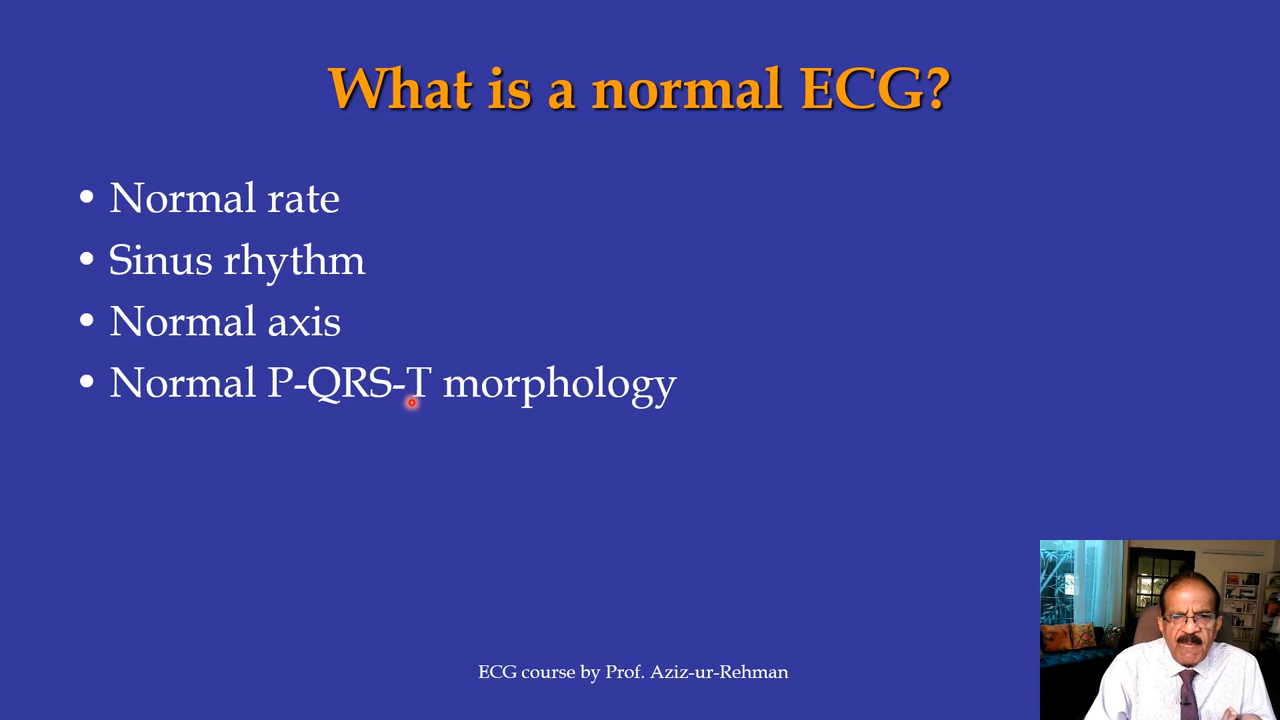 What is a normal ECG?
• Normal rate
• Sinus rhythm
• Normal axis
• Normal P-QRS-T morphology
ECG course by Prof. Aziz-ur-Rehman